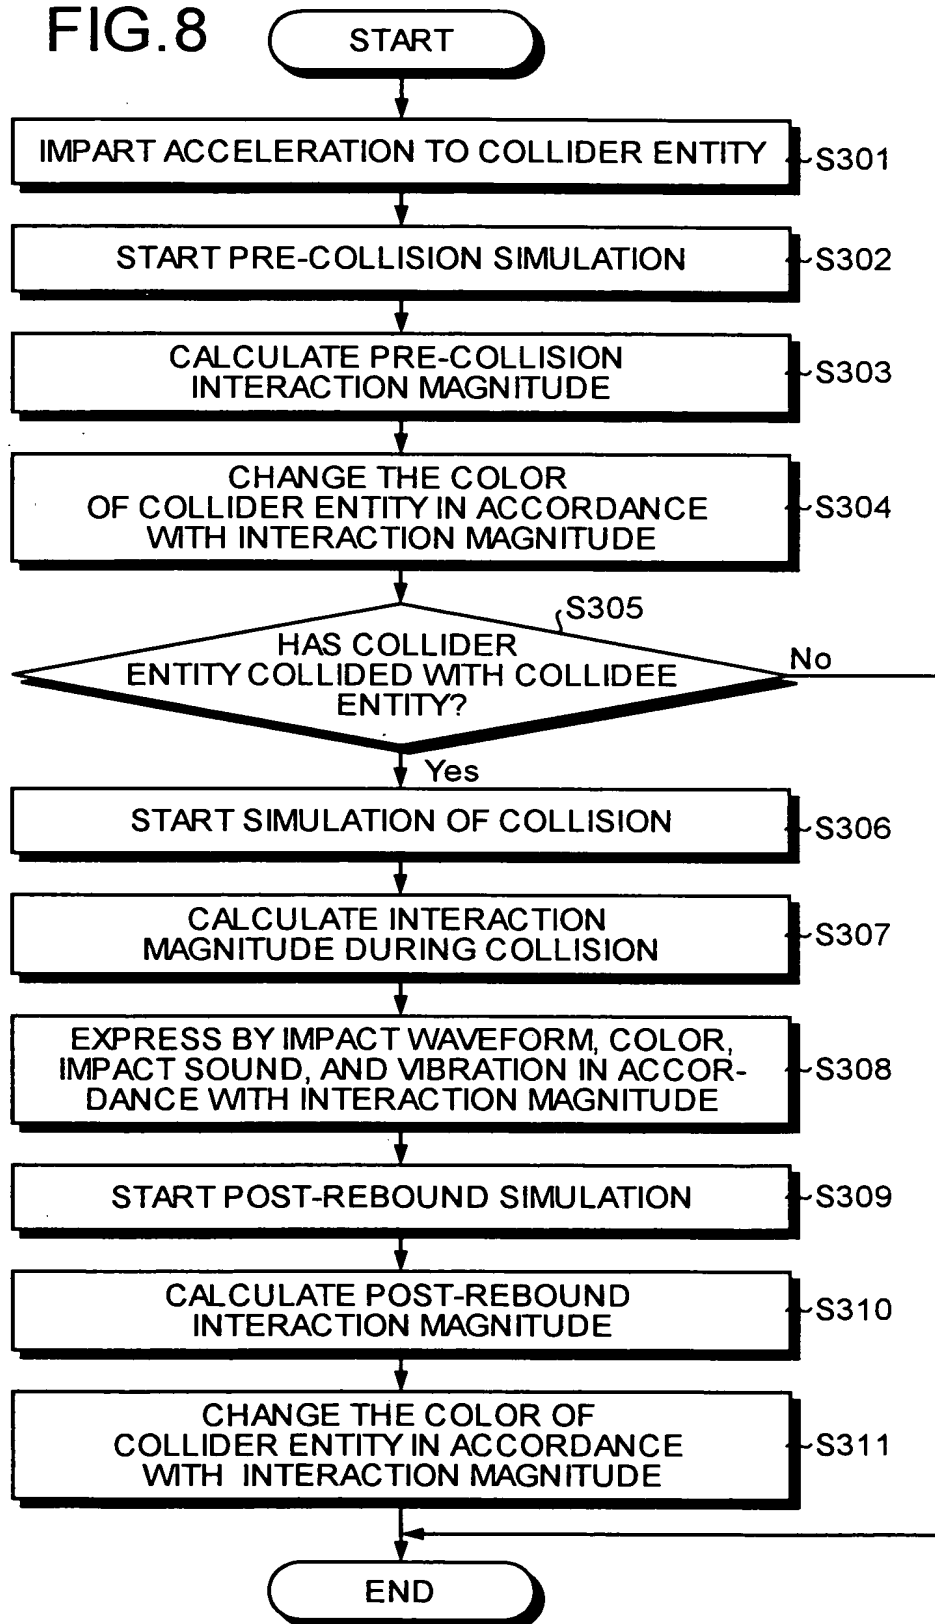 FIG.8
START
IMPART ACCELERATION TO COLLIDER ENTITY
S301
START PRE-COLLISION SIMULATION
S302
CALCULATE PRE-COLLISION
INTERACTION MAGNITUDE
S303
CHANGE THE COLOR
OF COLLIDER ENTITY IN ACCORDANCE
WITH INTERACTION MAGNITUDE
S304
S305
HAS COLLIDER
ENTITY COLLIDED WITH COLLIDEE
ENTITY?
No
Yes
START SIMULATION OF COLLISION
S306
CALCULATE INTERACTION
MAGNITUDE DURING COLLISION
S307
EXPRESS BY IMPACT WAVEFORM, COLOR,
IMPACT SOUND, AND VIBRATION IN ACCOR-
DANCE WITH INTERACTION MAGNITUDE
S308
START POST-REBOUND SIMULATION
S309
CALCULATE POST-REBOUND
INTERACTION MAGNITUDE
S310
CHANGE THE COLOR OF
COLLIDER ENTITY IN ACCORDANCE
WITH INTERACTION MAGNITUDE
S311
END